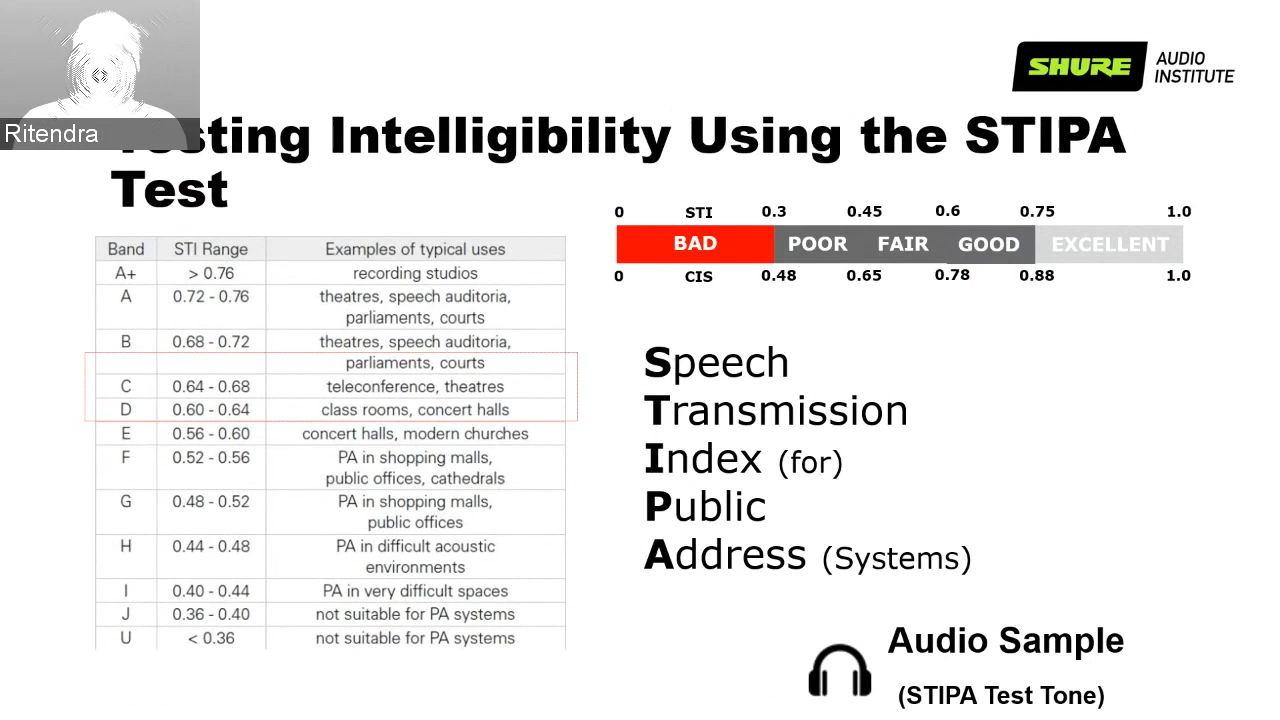 Ritendra
SHURE AUDIO
INSTITUTE
Testing Intelligibility Using the STIPA
Test
0 STI 0.3 0.45 0.6 0.75 1.0
BAD POOR FAIR GOOD EXCELLENT
0 CIS 0.48 0.65 0.78 0.88 1.0
Band STI Range Examples of typical uses
A+ > 0.76 recording studios
A 0.72 - 0.76 theatres, speech auditoria,
parliaments, courts
B 0.68 - 0.72 theatres, speech auditoria,
parliaments, courts
C 0.64 - 0.68 teleconference, theatres
D 0.60 - 0.64 class rooms, concert halls
E 0.56 - 0.60 concert halls, modern churches
F 0.52 - 0.56 PA in shopping malls,
public offices, cathedrals
G 0.48 - 0.52 PA in shopping malls,
public offices
H 0.44 - 0.48 PA in difficult acoustic
environments
I 0.40 - 0.44 PA in very difficult spaces
J 0.36 - 0.40 not suitable for PA systems
U < 0.36 not suitable for PA systems
Speech
Transmission
Index (for)
Public
Address (Systems)
Audio Sample
(STIPA Test Tone)